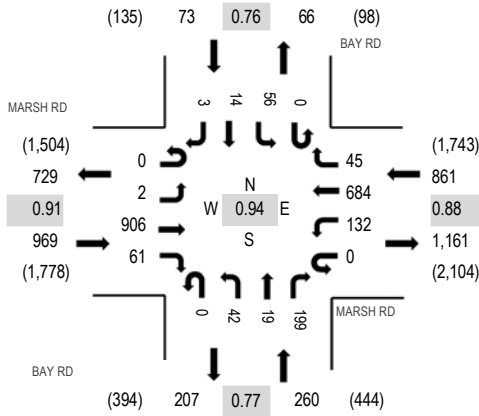 (135) 73 0.76 66 (98)
BAY RD
3 14 56 0
MARSH RD
(1,504)
729
0.91
969
(1,778)
0
2
906
61
N
W 0.94 E
S
45
684
132
0
(1,743)
861
0.88
1,161
(2,104)
0 42 19 199
MARSH RD
BAY RD
(394) 207 0.77 260 (444)